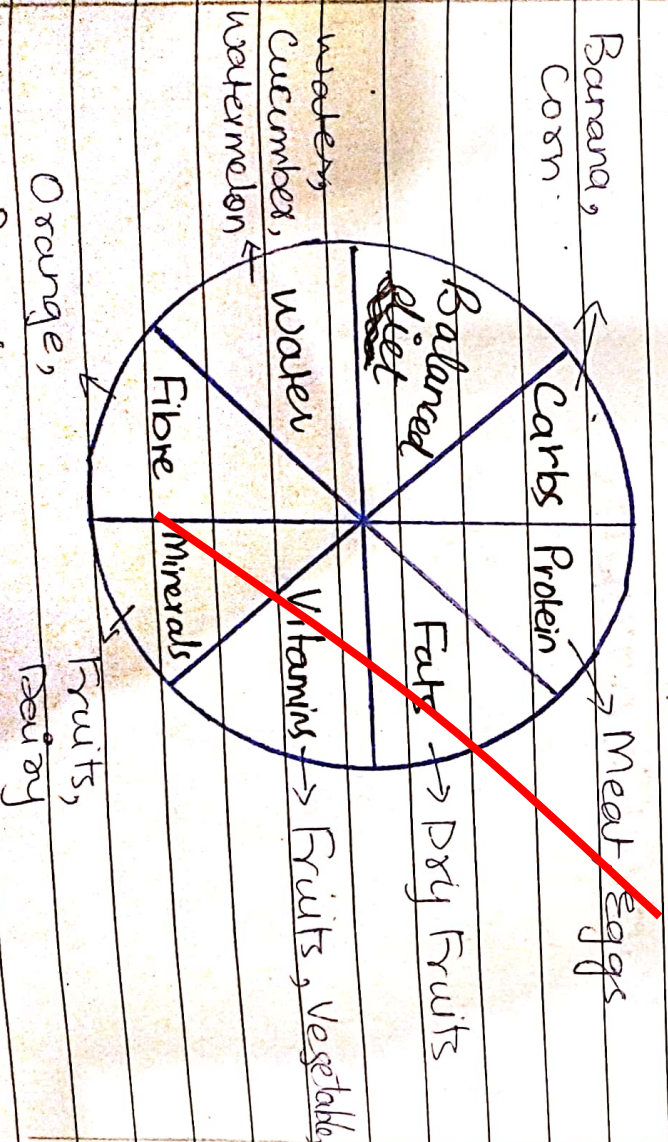 Banana,
Corn.
Carbs
Protein
Meat Eggs
Balanced
diet
Fats
Dry Fruits
Water,
Cucumber,
Watermelon
Water
Vitamins
Fruits, Vegetable,
Fibre
Minerals
Orange,
Fruits,
Dairy